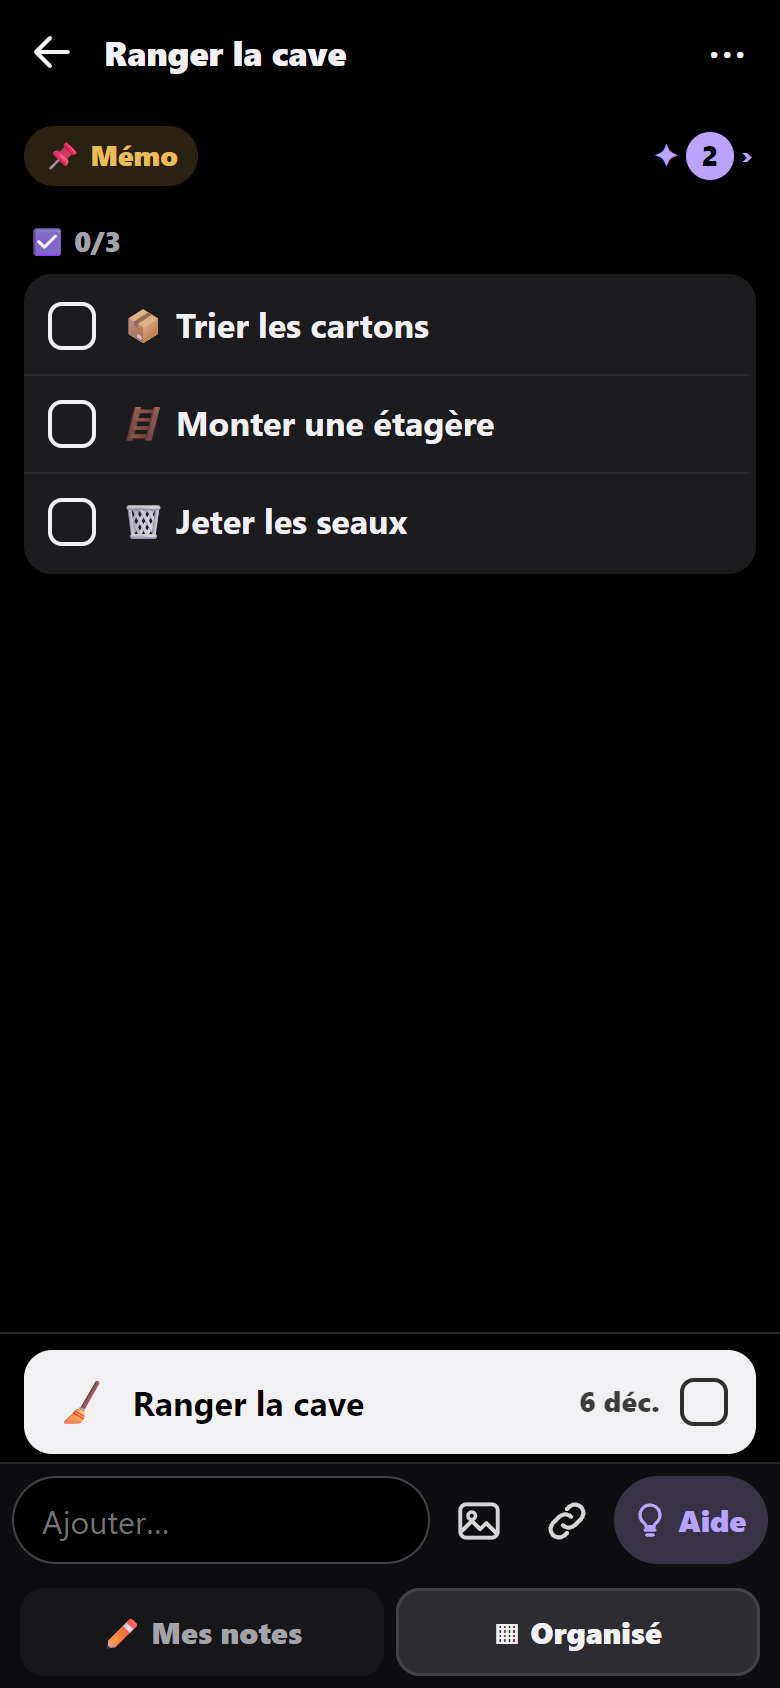 Ranger la cave
Mémo
2
0/3
Trier les cartons
Monter une étagère
Jeter les seaux
Ranger la cave 6 déc.
Ajouter...
Aide
Mes notes
Organisé